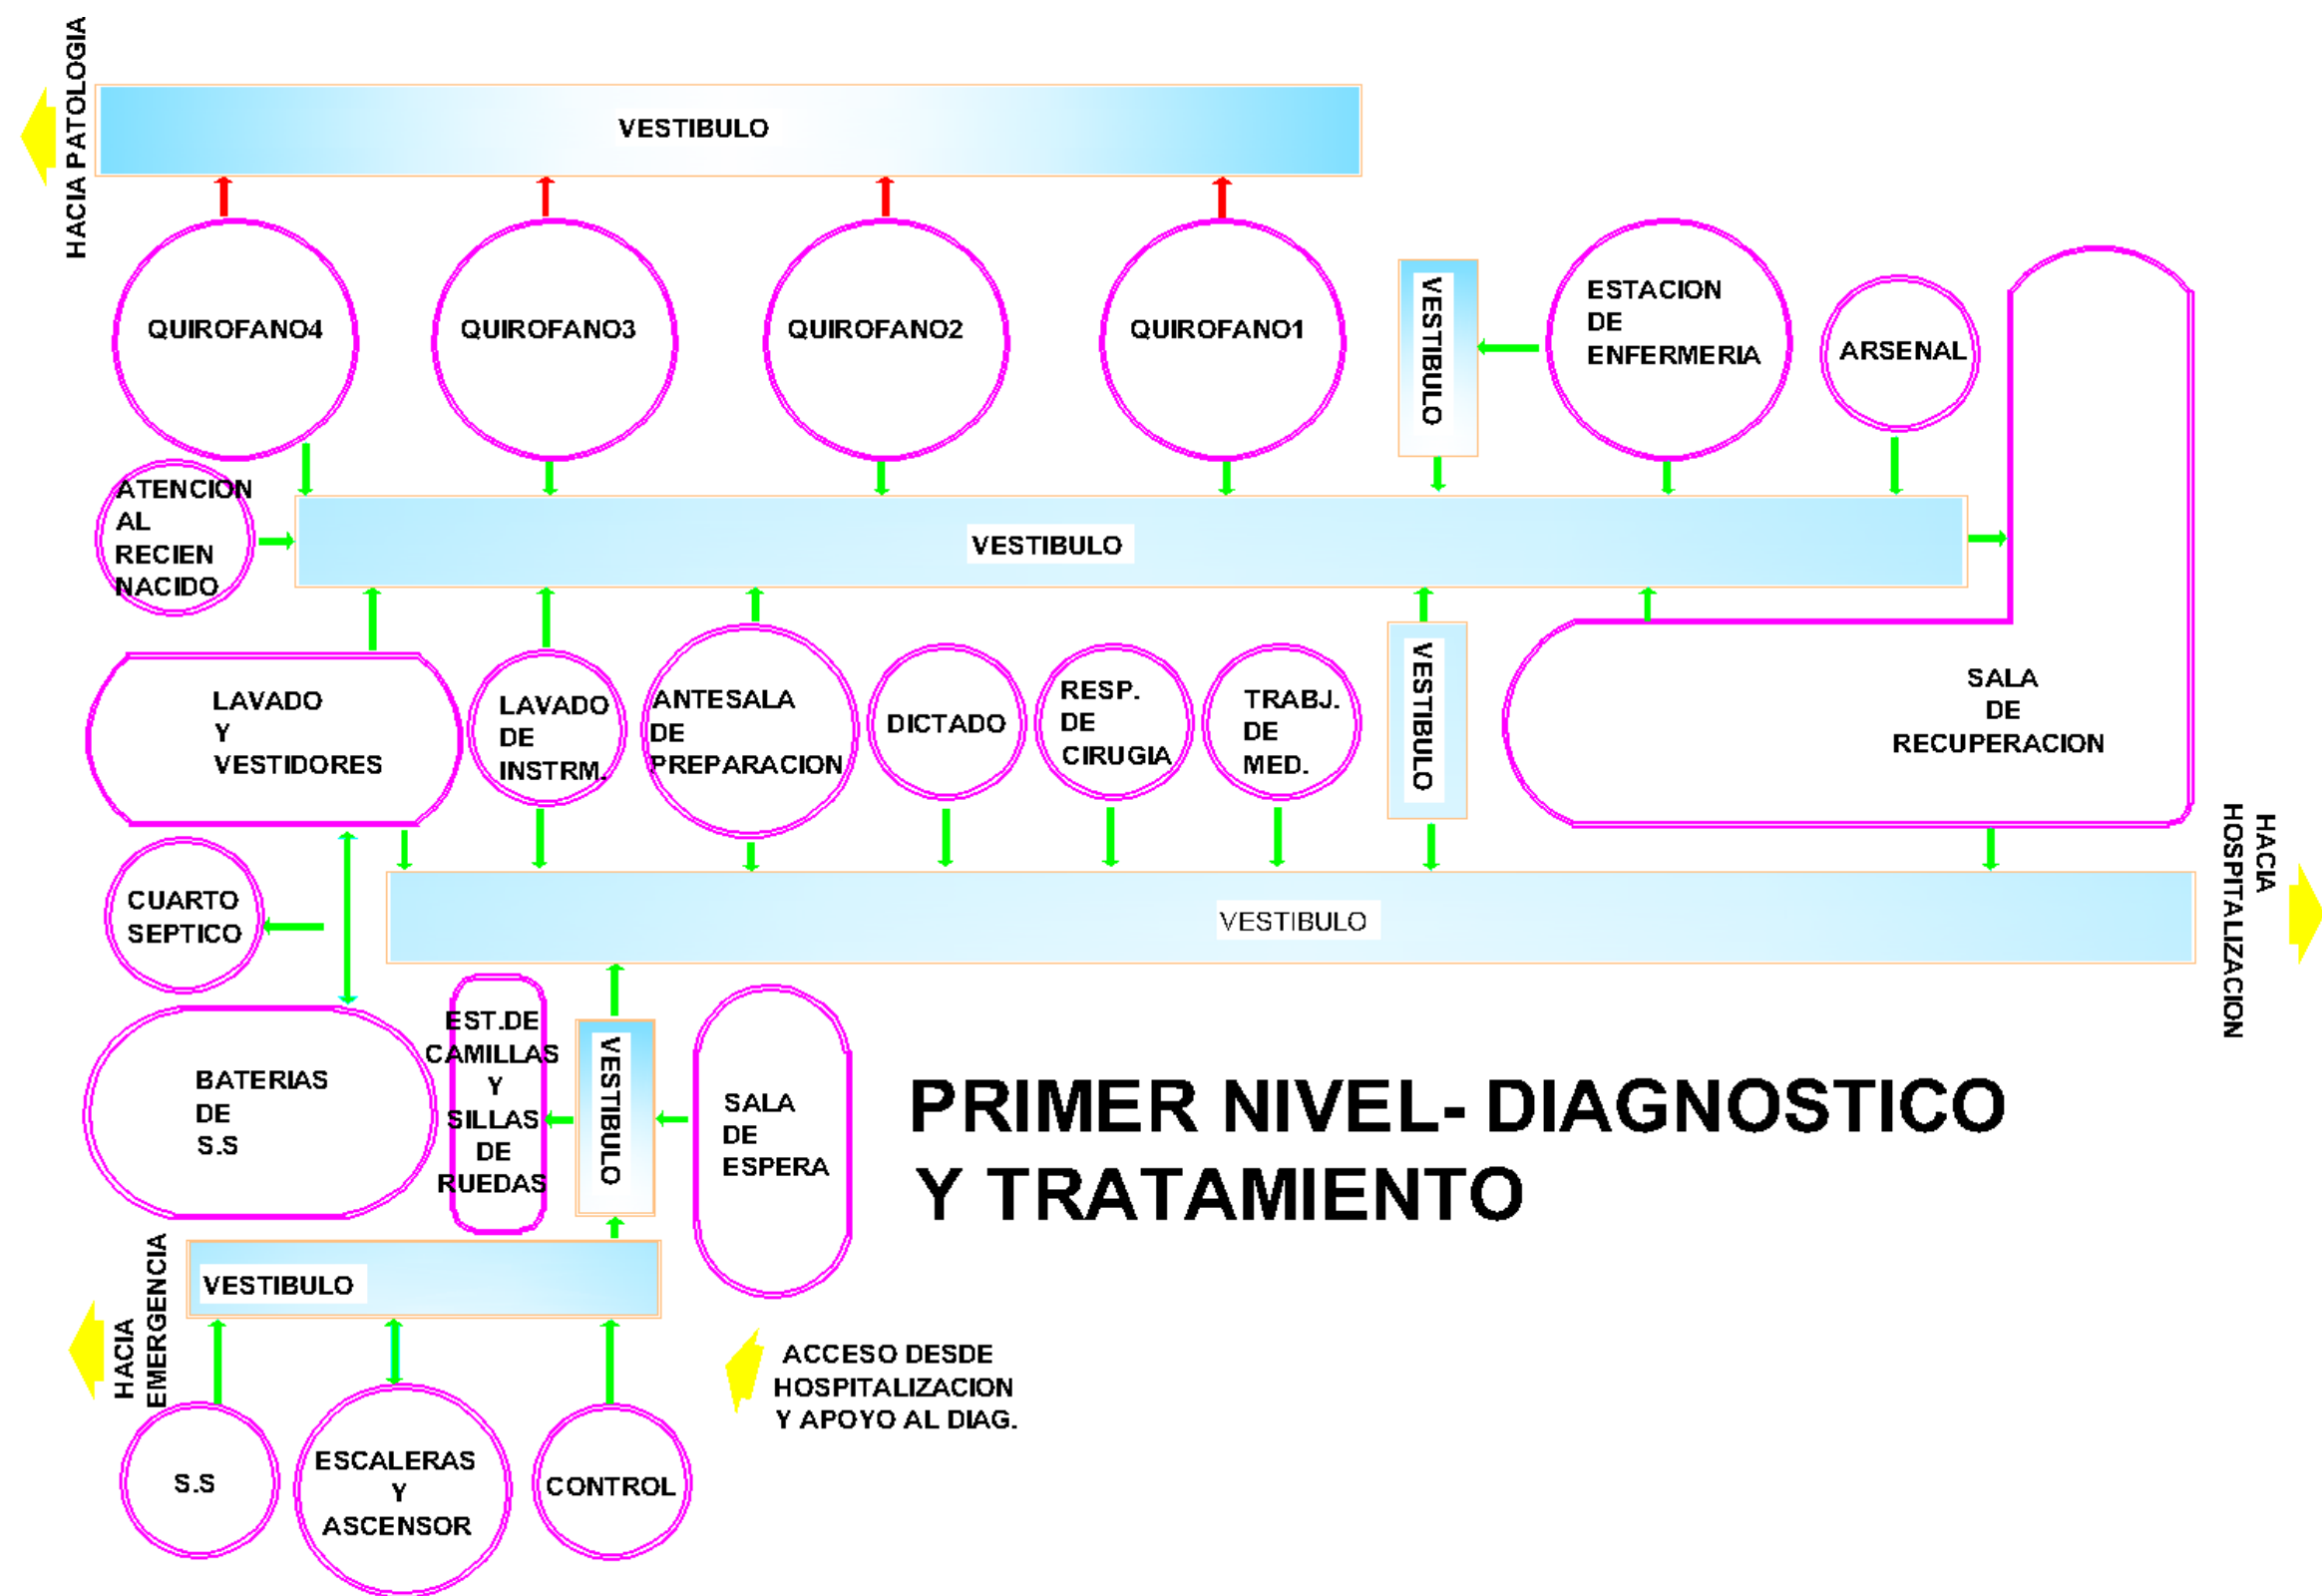 HACIA PATOLOGIA
VESTIBULO
QUIROFANO4
QUIROFANO3
QUIROFANO2
QUIROFANO1
VESTIBULO
ESTACION
DE
ENFERMERIA
ARSENAL
ATENCION
AL
RECIEN
NACIDO
VESTIBULO
LAVADO
Y
VESTIDORES
LAVADO
DE
INSTRM.
ANTESALA
DE
PREPARACION
DICTADO
RESP.
DE
CIRUGIA
TRABJ.
DE
MED.
VESTIBULO
SALA
DE
RECUPERACION
CUARTO
SEPTICO
VESTIBULO
HACIA
HOSPITALIZACION
BATERIAS
DE
S.S
EST.DE
CAMILLAS
Y
SILLAS
DE
RUEDAS
VESTIBULO
SALA
DE
ESPERA
PRIMER NIVEL- DIAGNOSTICO
Y TRATAMIENTO
HACIA
EMERGENCIA
VESTIBULO
ACCESO DESDE
HOSPITALIZACION
Y APOYO AL DIAG.
S.S
ESCALERAS
Y
ASCENSOR
CONTROL